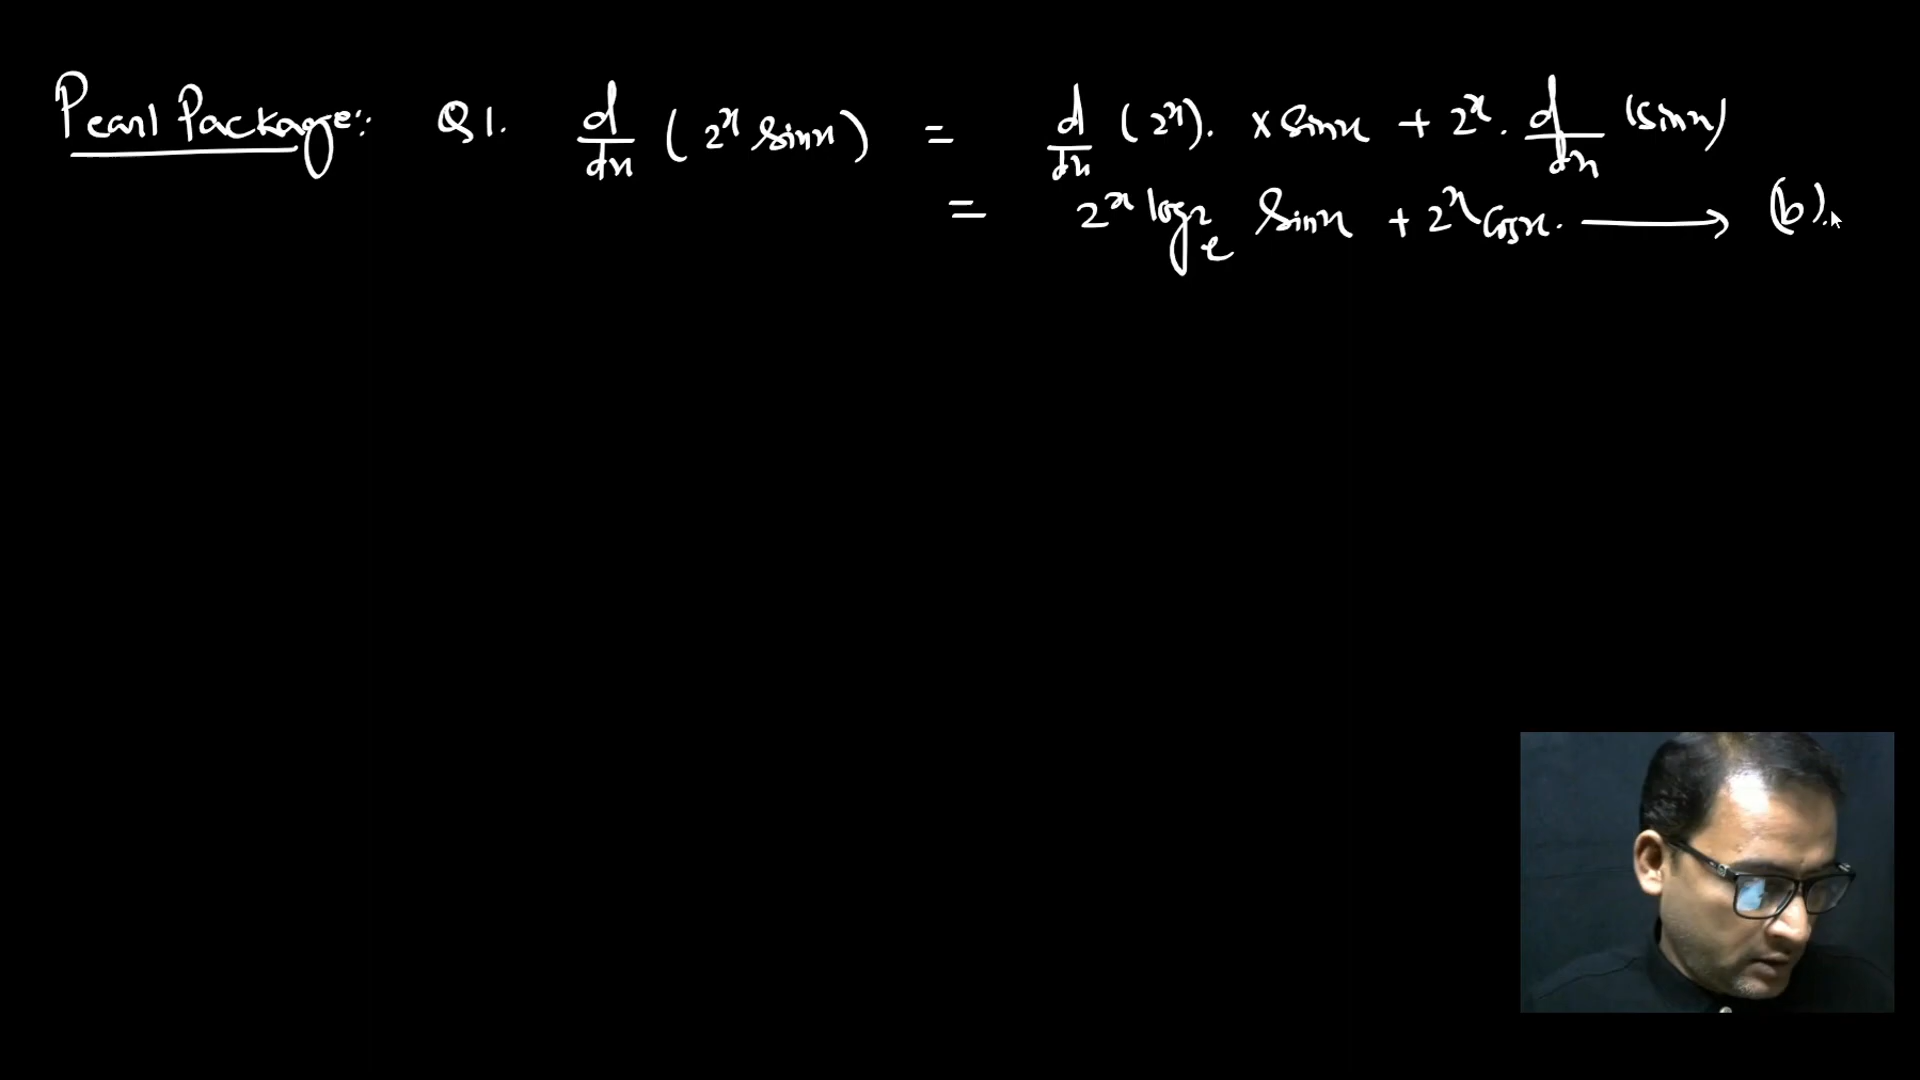 Pearl Package:: Q1. d/dx (2^x sinx) = d/dx (2^x). x sinx + 2^x. d/dx (sinx)
= 2^x log_e 2 sinx + 2^x cosx. ⟶ (b).